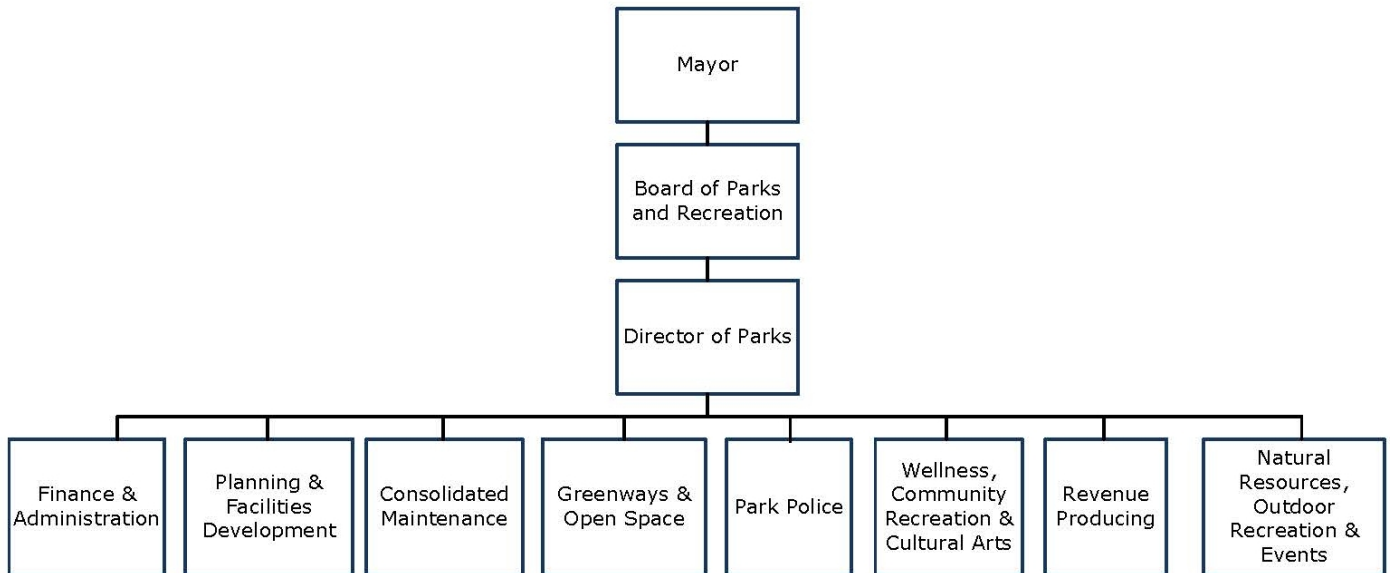 Mayor
Board of Parks
and Recreation
Director of Parks
Finance &
Administration
Planning &
Facilities
Development
Consolidated
Maintenance
Greenways &
Open Space
Park Police
Wellness,
Community
Recreation &
Cultural Arts
Revenue
Producing
Natural
Resources,
Outdoor
Recreation &
Events